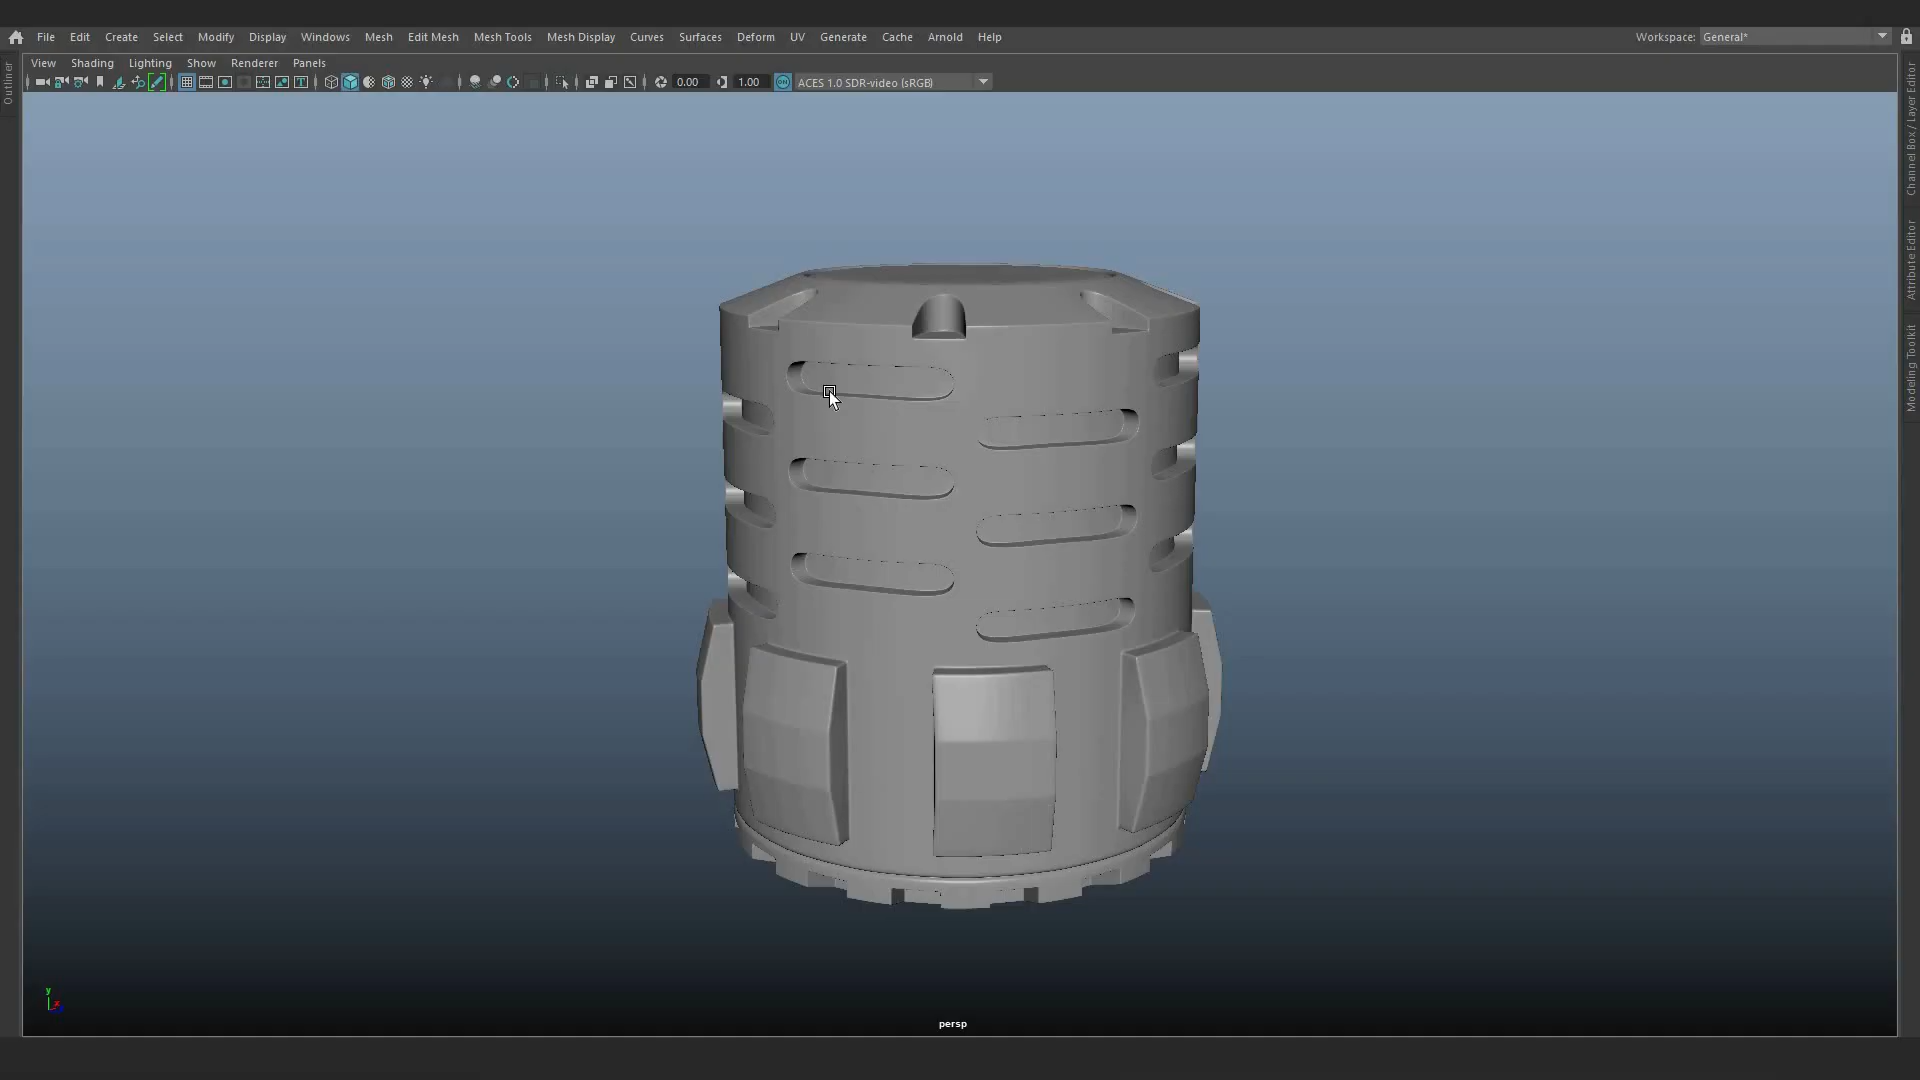 File Edit Create Select Modify Display Windows Mesh Edit Mesh Mesh Tools Mesh Display Curves Surfaces Deform UV Generate Cache Arnold Help Workspace: General*
View Shading Lighting Show Renderer Panels
0.00 1.00 ON ACES 1.0 SDR-video (sRGB)
Outliner
Channel Box / Layer Editor
Attribute Editor
Modeling Toolkit
y
x
persp